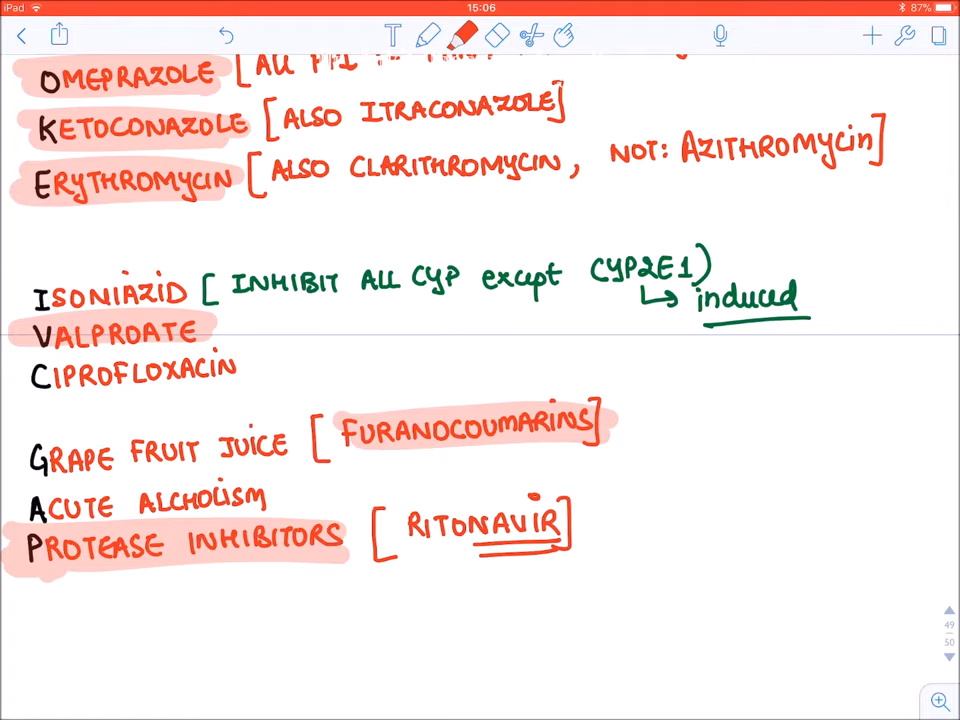 iPad 15:06 87%
OMEPRAZOLE [ALL PPI
KETOCONAZOLE [ALSO ITRACONAZOLE]
ERYTHROMYCIN [ALSO CLARITHROMYCIN, NOT: AZITHROMYCIN]
ISONIAZID [INHIBIT ALL CYP except CYP2E1)
↳ induced
VALPROATE
CIPROFLOXACIN
GRAPE FRUIT JUICE [FURANOCOUMARINS]
ACUTE ALCHOLISM
PROTEASE INHIBITORS [RITONAVIR]
49
50